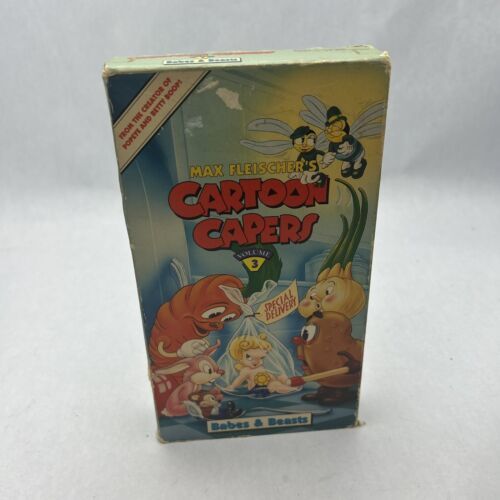 Babes & Beasts
FROM THE CREATOR OF
POPEYE AND BETTY BOOP!
MAX FLEISCHER'S
CARTOON
CAPERS
VOLUME
3
SPECIAL
DELIVERY
Babes & Beasts